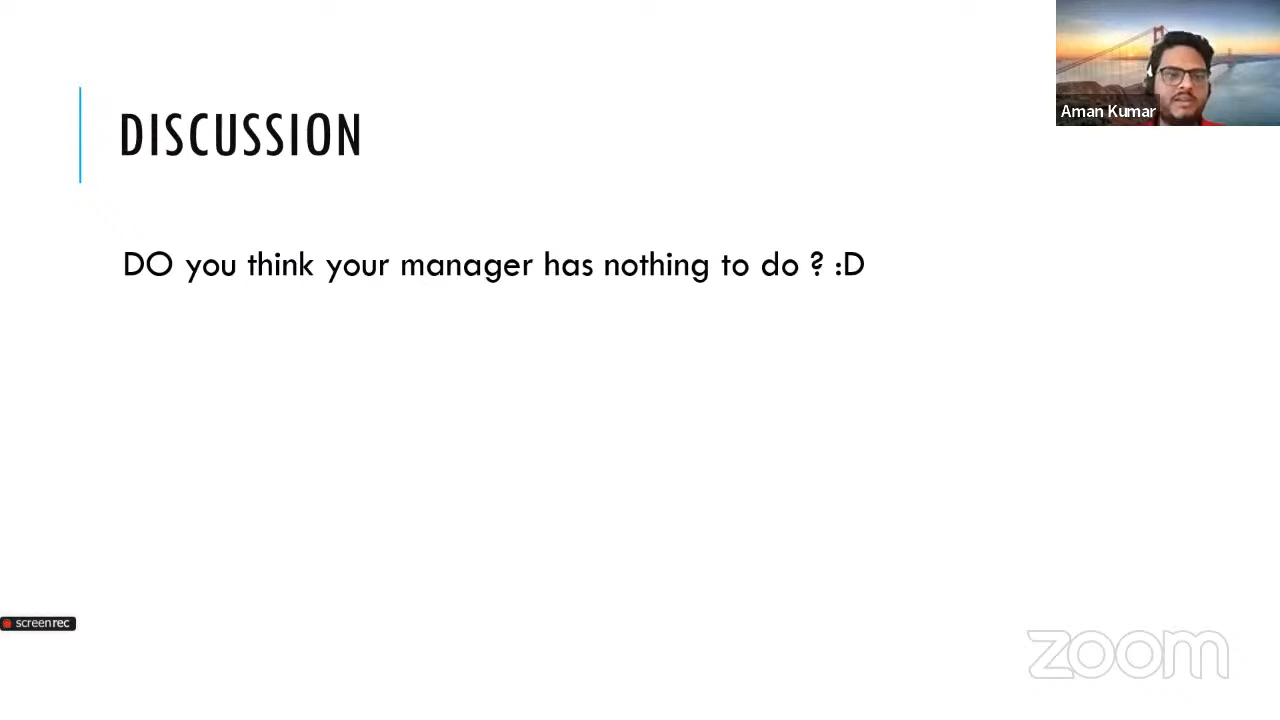 Aman Kumar
DISCUSSION
DO you think your manager has nothing to do ? :D
screenrec
zoom